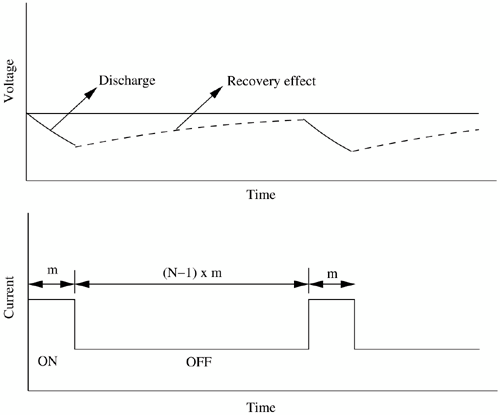 Voltage
Discharge
Recovery effect
Time
Current
m
(N−1) x m
m
ON
OFF
Time